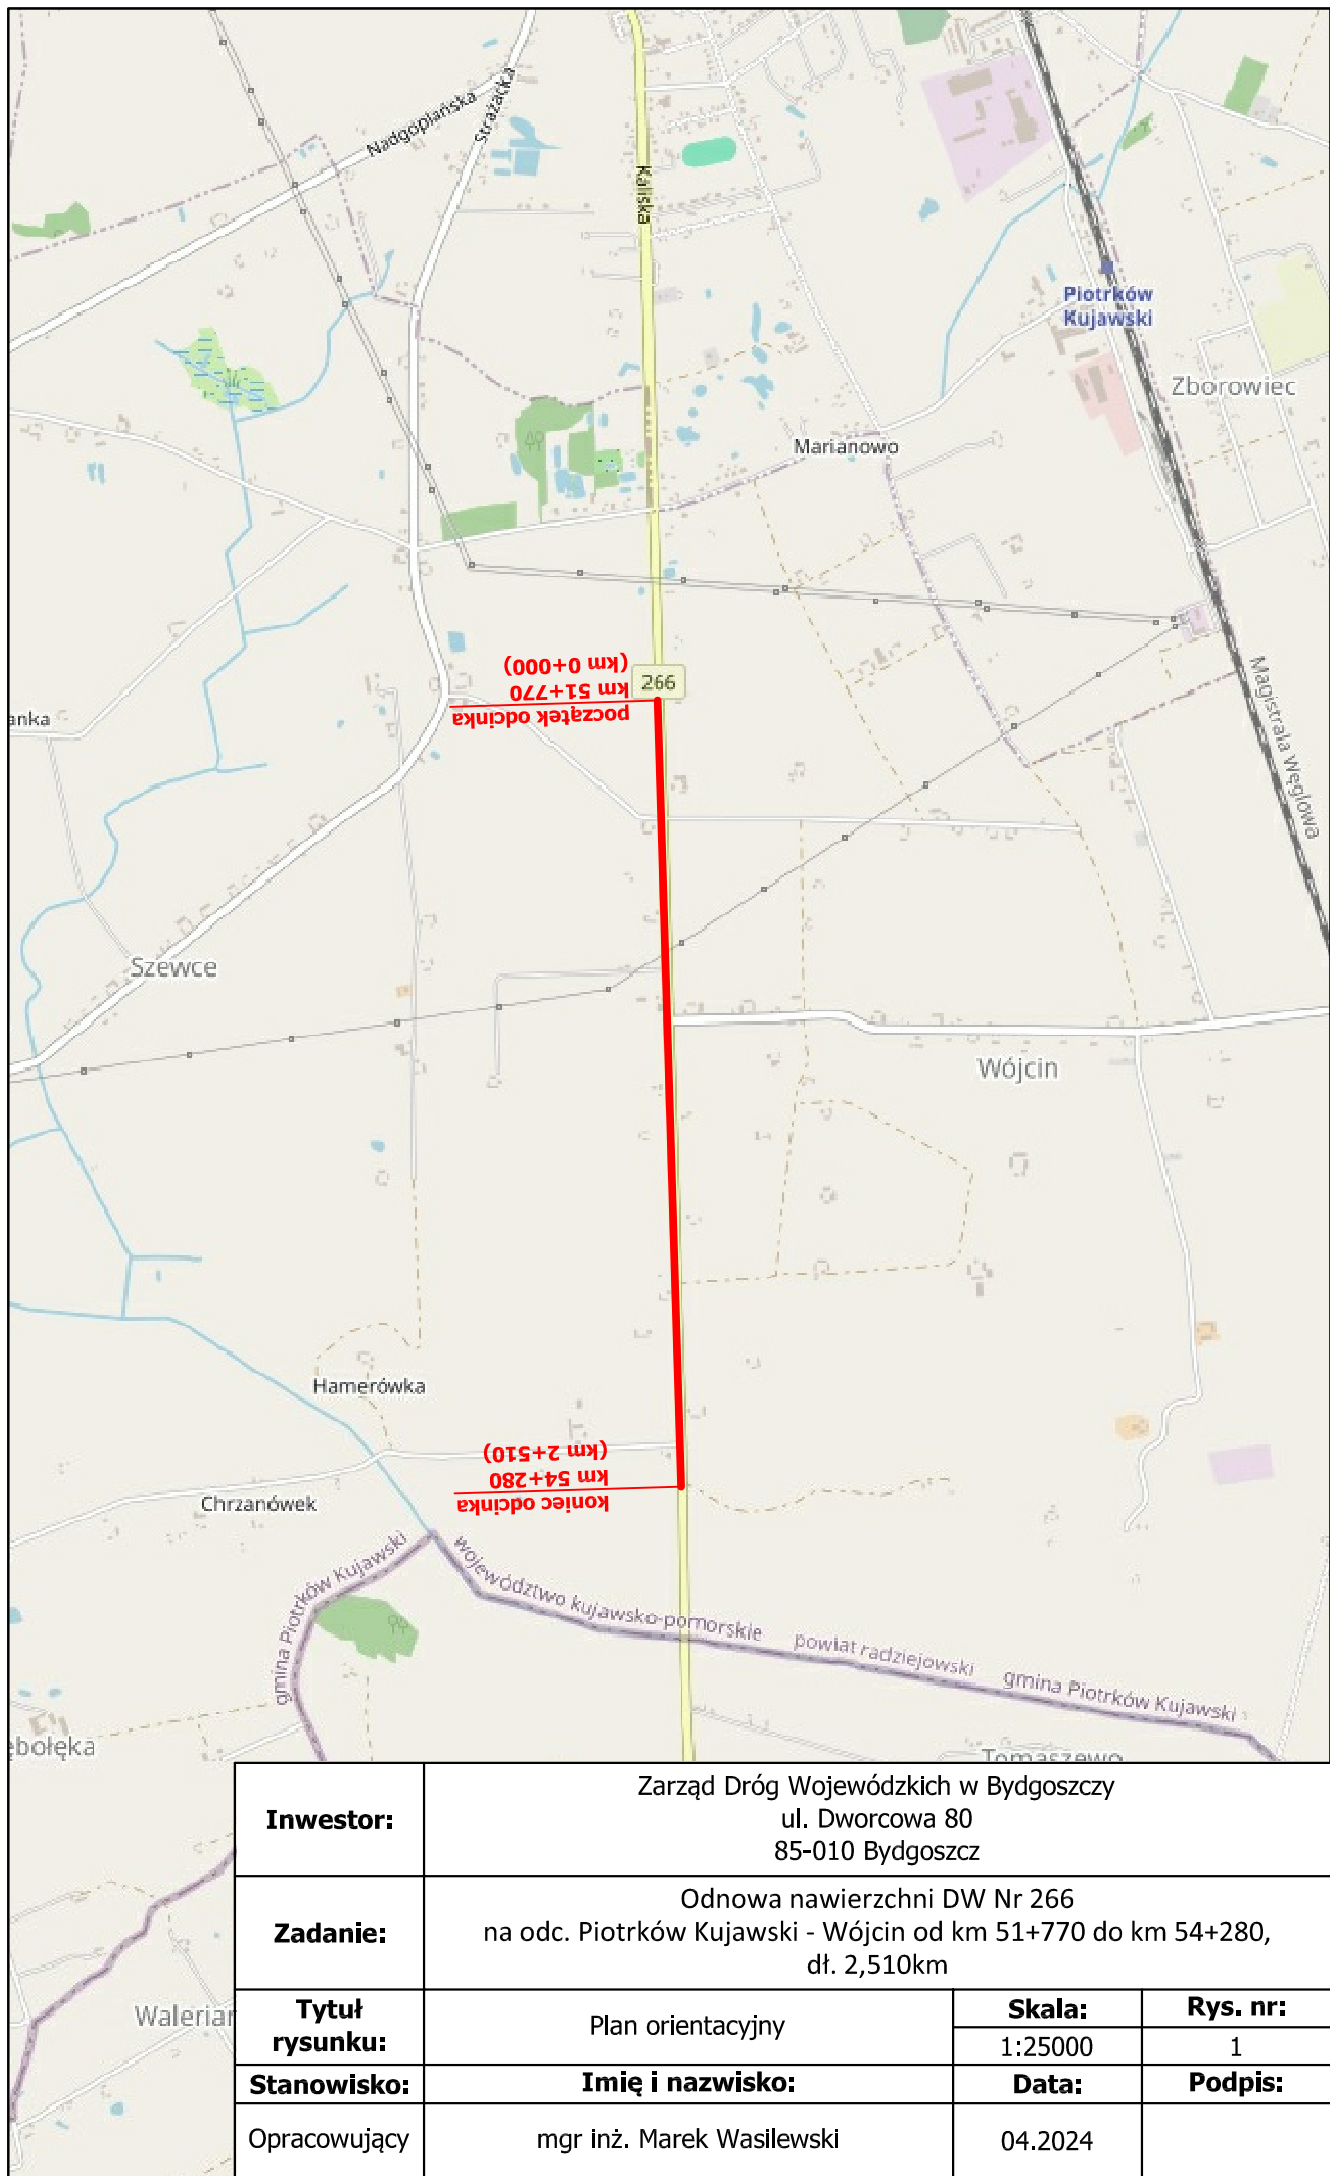 Nadgoplańska
Strażacka
Kaliska
Piotrków
Kujawski
Zborowiec
Marianowo
początek odcinka
km 51+770
(km 0+000)
266
anka
Magistrala Węglowa
Szewce
Wójcin
Hamerówka
koniec odcinka
km 54+280
(km 2+510)
Chrzanówek
gmina Piotrków Kujawski
województwo kujawsko-pomorskie
powiat radziejowski
gmina Piotrków Kujawski
ębołęka
Tomaszewo
Walerian
Inwestor:
Zarząd Dróg Wojewódzkich w Bydgoszczy
ul. Dworcowa 80
85-010 Bydgoszcz
Zadanie:
Odnowa nawierzchni DW Nr 266
na odc. Piotrków Kujawski - Wójcin od km 51+770 do km 54+280,
dł. 2,510km
Tytuł
rysunku:
Plan orientacyjny
Skala:
1:25000
Rys. nr:
1
Stanowisko:
Imię i nazwisko:
Data:
Podpis:
Opracowujący
mgr inż. Marek Wasilewski
04.2024